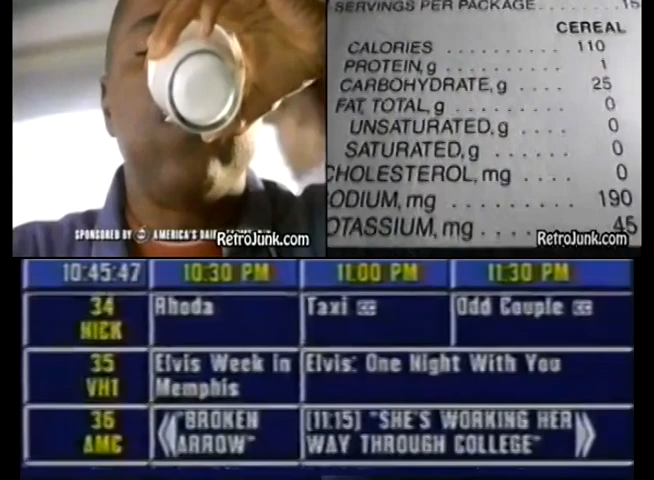 SPONSORED BY AMERICA'S
RetroJunk.com
SERVINGS PER PACKAGE
CEREAL
CALORIES .......... 110
PROTEIN, g .......... 1
CARBOHYDRATE, g .... 25
FAT, TOTAL, g .......... 0
UNSATURATED, g .... 0
SATURATED, g ...... 0
CHOLESTEROL, mg .... 0
ODIUM, mg .......... 190
OTASSIUM, mg ....... 45
RetroJunk.com
10:45:47 10:30 PM 11:00 PM 11:30 PM
34 Rhoda Taxi CC Odd Couple CC
NICK
35 Elvis Week in Elvis: One Night With You
VH1 Memphis
36 "BROKEN (11:15) "SHE'S WORKING HER
AMC ARROW" WAY THROUGH COLLEGE"